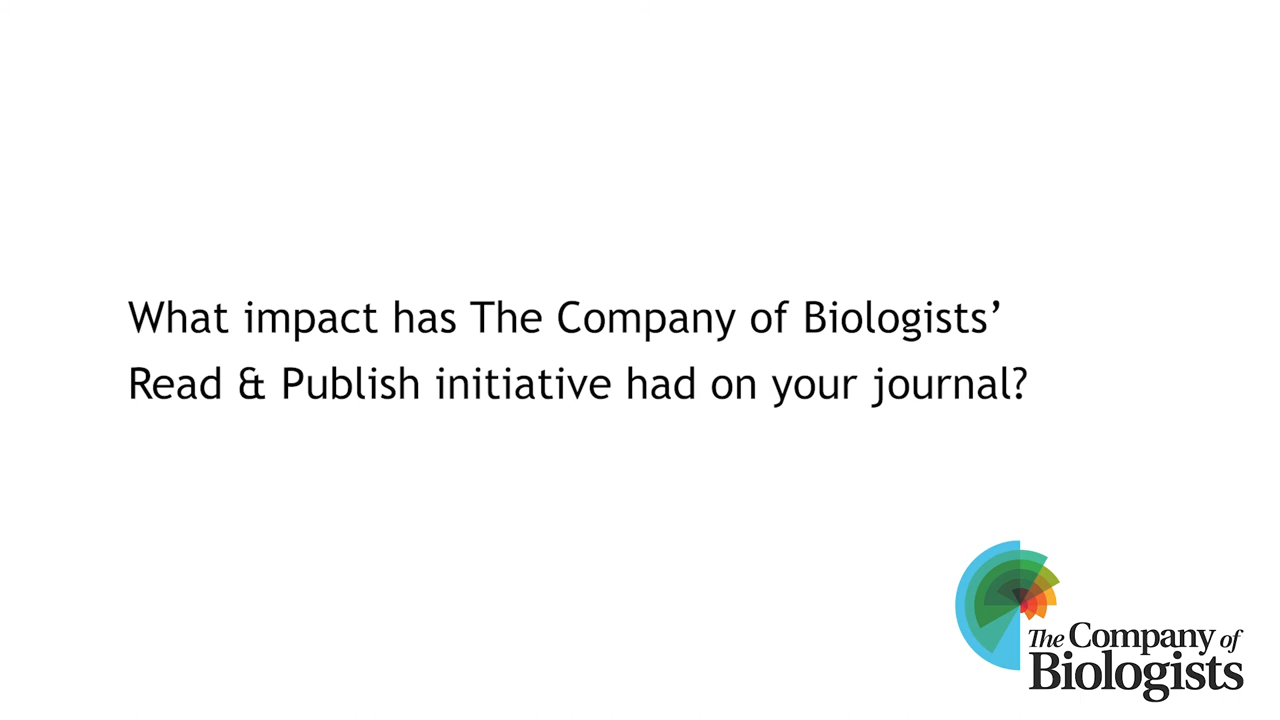 What impact has The Company of Biologists’
Read & Publish initiative had on your journal?
The Company of
Biologists